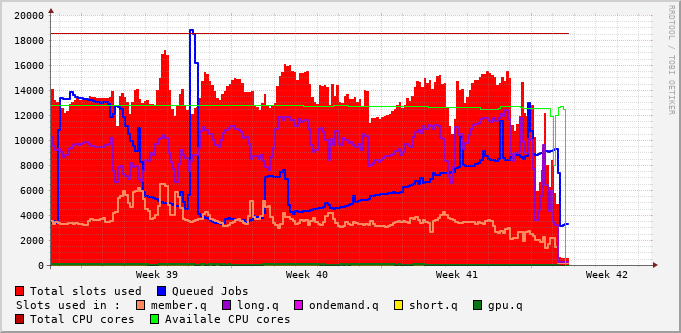 20000
18000
16000
14000
12000
10000
8000
6000
4000
2000
0
Week 39 Week 40 Week 41 Week 42
Total slots used Queued Jobs
Slots used in : member.q long.q ondemand.q short.q gpu.q
Total CPU cores Availale CPU cores
RRDTOOL / TOBI OETIKER